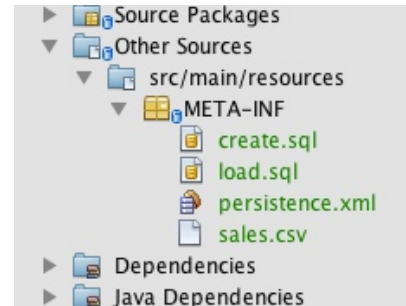 Source Packages
Other Sources
src/main/resources
META-INF
create.sql
load.sql
persistence.xml
sales.csv
Dependencies
Java Dependencies